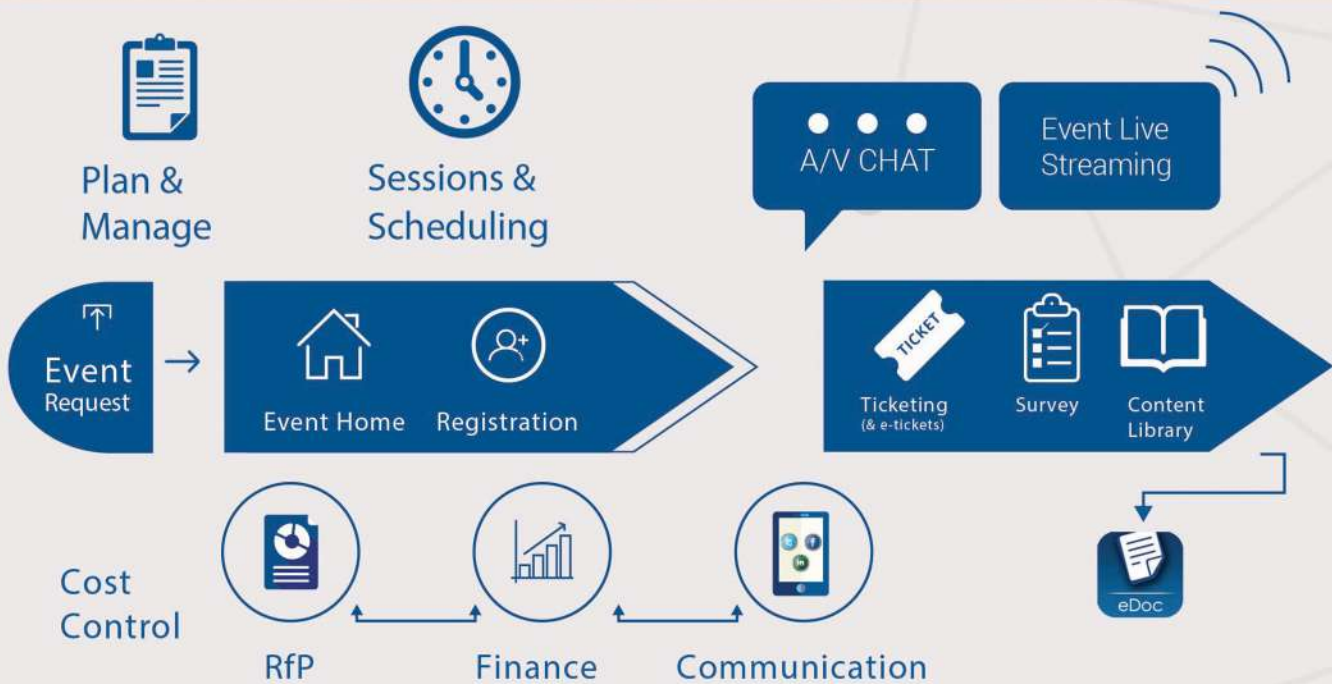 Plan &
Manage
Sessions &
Scheduling
A/V CHAT
Event Live
Streaming
Event
Request
Event Home
Registration
TICKET
Ticketing
(& e-tickets)
Survey
Content
Library
Cost
Control
RfP
Finance
Communication
eDoc